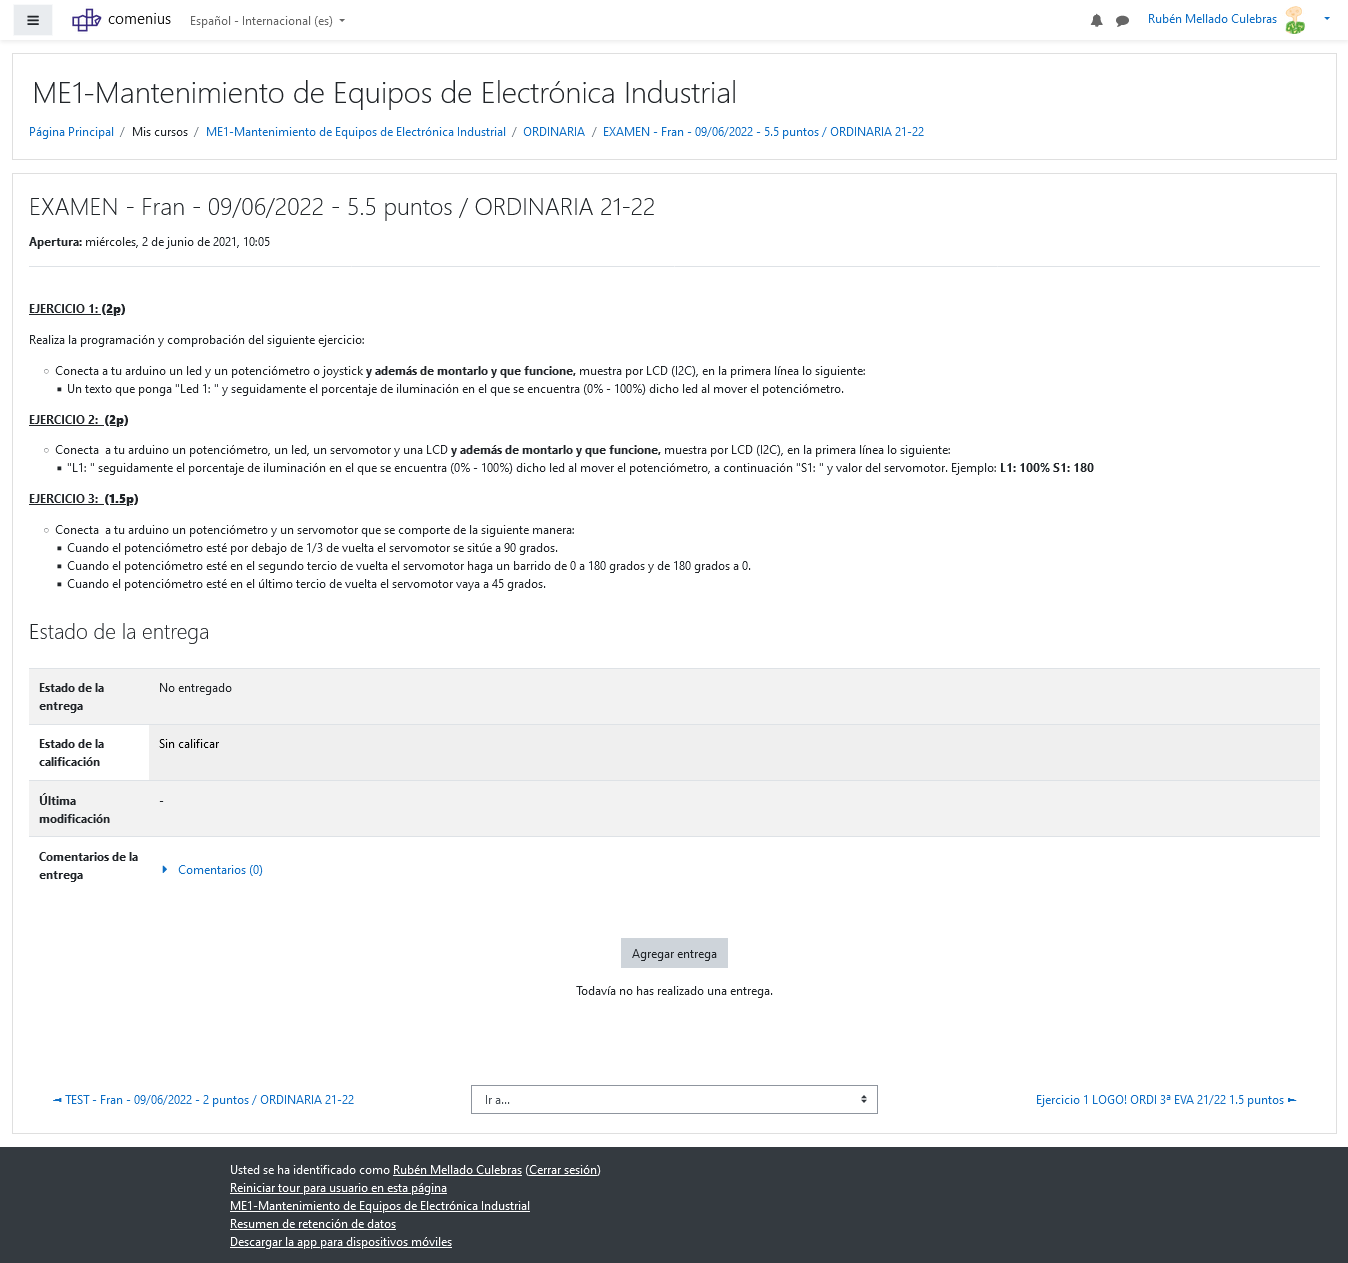 comenius
Español - Internacional (es)
Rubén Mellado Culebras
ME1-Mantenimiento de Equipos de Electrónica Industrial
Página Principal / Mis cursos / ME1-Mantenimiento de Equipos de Electrónica Industrial / ORDINARIA / EXAMEN - Fran - 09/06/2022 - 5.5 puntos / ORDINARIA 21-22
EXAMEN - Fran - 09/06/2022 - 5.5 puntos / ORDINARIA 21-22
Apertura: miércoles, 2 de junio de 2021, 10:05
EJERCICIO 1: (2p)
Realiza la programación y comprobación del siguiente ejercicio:
Conecta a tu arduino un led y un potenciómetro o joystick y además de montarlo y que funcione, muestra por LCD (I2C), en la primera línea lo siguiente:
Un texto que ponga "Led 1: " y seguidamente el porcentaje de iluminación en el que se encuentra (0% - 100%) dicho led al mover el potenciómetro.
EJERCICIO 2: (2p)
Conecta a tu arduino un potenciómetro, un led, un servomotor y una LCD y además de montarlo y que funcione, muestra por LCD (I2C), en la primera línea lo siguiente:
"L1: " seguidamente el porcentaje de iluminación en el que se encuentra (0% - 100%) dicho led al mover el potenciómetro, a continuación "S1: " y valor del servomotor. Ejemplo: L1: 100% S1: 180
EJERCICIO 3: (1.5p)
Conecta a tu arduino un potenciómetro y un servomotor que se comporte de la siguiente manera:
Cuando el potenciómetro esté por debajo de 1/3 de vuelta el servomotor se sitúe a 90 grados.
Cuando el potenciómetro esté en el segundo tercio de vuelta el servomotor haga un barrido de 0 a 180 grados y de 180 grados a 0.
Cuando el potenciómetro esté en el último tercio de vuelta el servomotor vaya a 45 grados.
Estado de la entrega
Estado de la
entrega
No entregado
Estado de la
calificación
Sin calificar
Última
modificación
-
Comentarios de la
entrega
Comentarios (0)
Agregar entrega
Todavía no has realizado una entrega.
◄ TEST - Fran - 09/06/2022 - 2 puntos / ORDINARIA 21-22
Ir a...
Ejercicio 1 LOGO! ORDI 3ª EVA 21/22 1.5 puntos ►
Usted se ha identificado como Rubén Mellado Culebras (Cerrar sesión)
Reiniciar tour para usuario en esta página
ME1-Mantenimiento de Equipos de Electrónica Industrial
Resumen de retención de datos
Descargar la app para dispositivos móviles